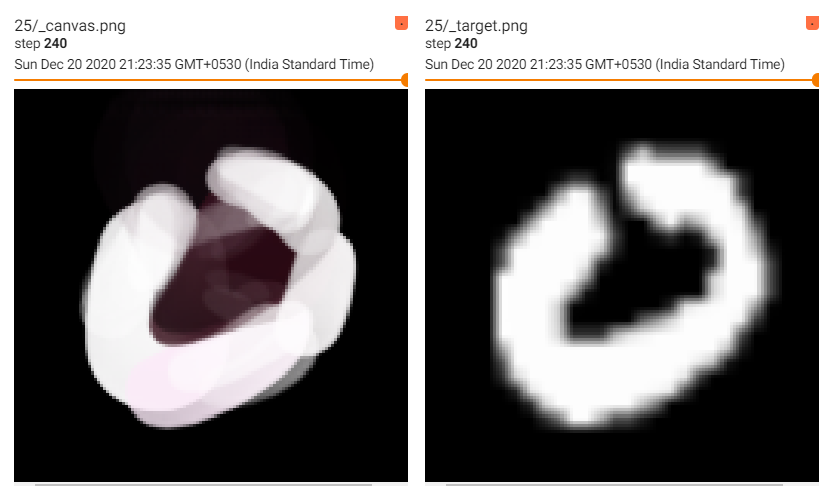 25/_canvas.png
step 240
Sun Dec 20 2020 21:23:35 GMT+0530 (India Standard Time)
25/_target.png
step 240
Sun Dec 20 2020 21:23:35 GMT+0530 (India Standard Time)